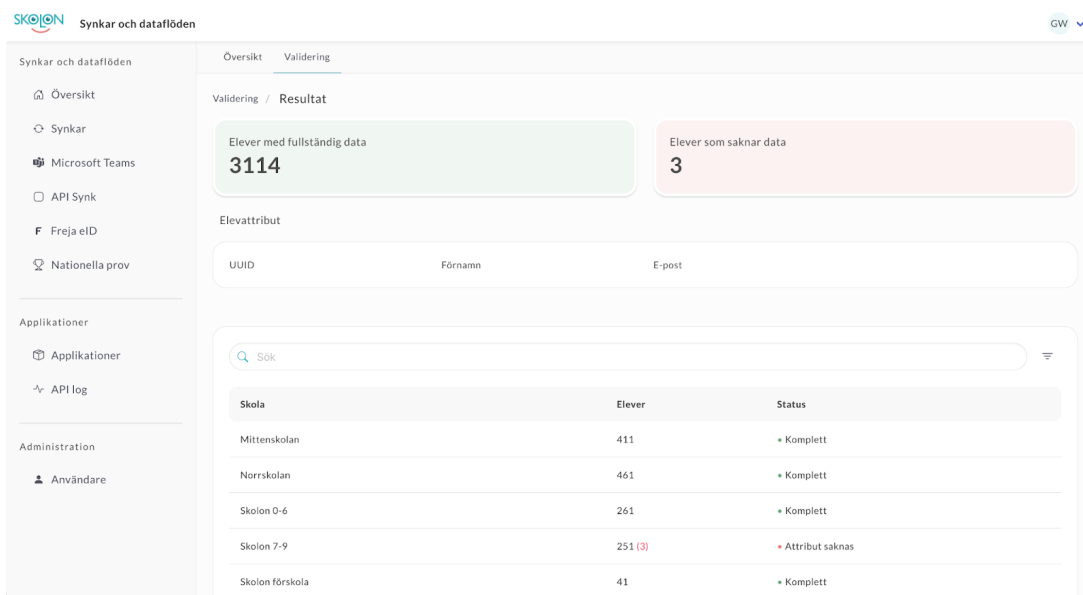 SKOLON Synkar och dataflöden GW
Synkar och dataflöden
Översikt
Synkar
Microsoft Teams
API Synk
F Freja eID
Nationella prov
Applikationer
Applikationer
API log
Administration
Användare
Översikt Validering
Validering / Resultat
Elever med fullständig data
3114
Elever som saknar data
3
Elevattribut
UUID Förnamn E-post
Sök
Skola Elever Status
Mittenskolan 411 Komplett
Norrskolan 461 Komplett
Skolon 0-6 261 Komplett
Skolon 7-9 251 (3) Attribut saknas
Skolon förskola 41 Komplett